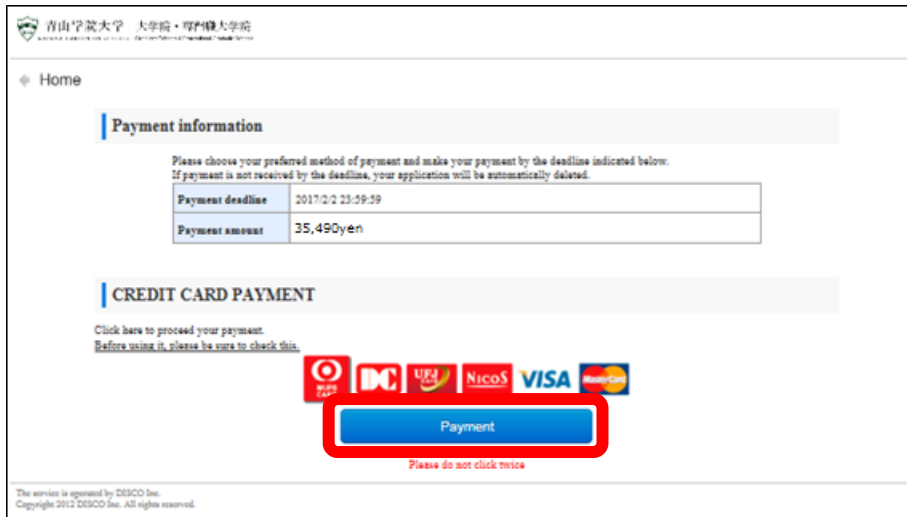 青山学院大学 大学院・専門職大学院
Home
Payment information
Please choose your preferred method of payment and make your payment by the deadline indicated below.
If payment is not received by the deadline, your application will be automatically deleted.
Payment deadline 2017/2/2 23:59:59
Payment amount 35,490yen
CREDIT CARD PAYMENT
Click here to proceed your payment.
Before using it, please be sure to check this.
MUFG CARD DC UFJ Card NICOS VISA MasterCard
Payment
Please do not click twice
The service is operated by DISCO Inc.
Copyright 2012 DISCO Inc. All rights reserved.